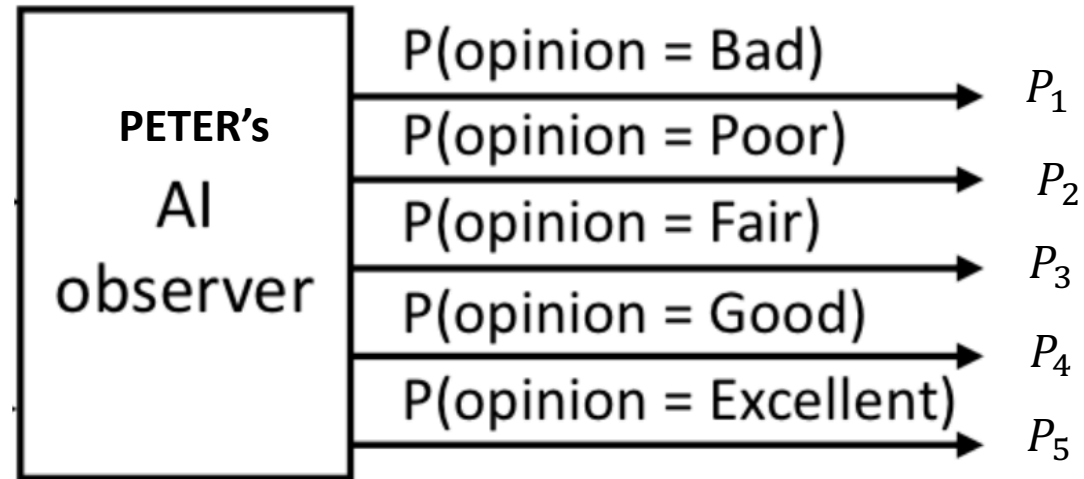 PETER's
AI
observer
P(opinion = Bad)
P₁
P(opinion = Poor)
P₂
P(opinion = Fair)
P₃
P(opinion = Good)
P₄
P(opinion = Excellent)
P₅